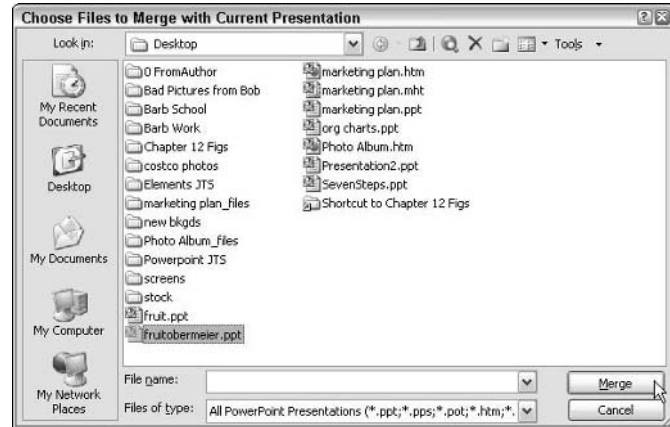 Choose Files to Merge with Current Presentation
Look in:
Desktop
Tools
My Recent
Documents
Desktop
My Documents
My Computer
My Network
Places
0 FromAuthor
Bad Pictures from Bob
Barb School
Barb Work
Chapter 12 Figs
costco photos
Elements JTS
marketing plan_files
new bkgds
Photo Album_files
Powerpoint JTS
screens
stock
fruit.ppt
fruitobermeier.ppt
marketing plan.htm
marketing plan.mht
marketing plan.ppt
org charts.ppt
Photo Album.htm
Presentation2.ppt
SevenSteps.ppt
Shortcut to Chapter 12 Figs
File name:
Merge
Files of type:
All PowerPoint Presentations (*.ppt;*.pps;*.pot;*.htm;*.
Cancel